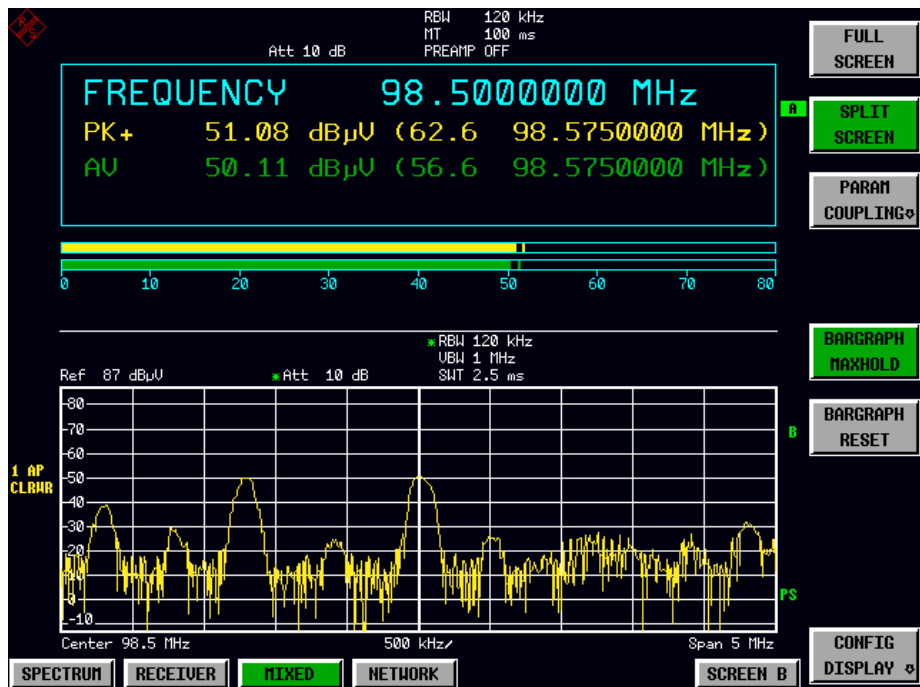 R S
RBW 120 kHz
MT 100 ms
Att 10 dB PREAMP OFF
FREQUENCY 98.5000000 MHz
PK+ 51.08 dBµV (62.6 98.5750000 MHz)
AV 50.11 dBµV (56.6 98.5750000 MHz)
A
0 10 20 30 40 50 60 70 80
*RBW 120 kHz
VBW 1 MHz
Ref 87 dBµV *Att 10 dB SWT 2.5 ms
80
70
60
50
40
30
20
10
0
-10
1 AP
CLRWR
B
PS
Center 98.5 MHz 500 kHz/ Span 5 MHz
FULL
SCREEN
SPLIT
SCREEN
PARAM
COUPLING
BARGRAPH
MAXHOLD
BARGRAPH
RESET
CONFIG
DISPLAY
SPECTRUM RECEIVER MIXED NETWORK SCREEN B